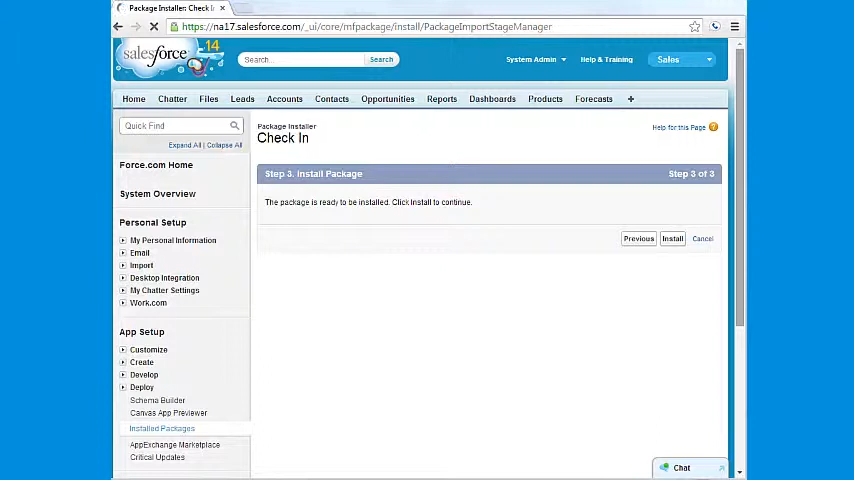 Package Installer: Check I
https://na17.salesforce.com/_ui/core/mfpackage/install/PackageImportStageManager
salesforce
14
Search...
Search
System Admin
Help & Training
Sales
Home
Chatter
Files
Leads
Accounts
Contacts
Opportunities
Reports
Dashboards
Products
Forecasts
+
Quick Find
Expand All | Collapse All
Force.com Home
System Overview
Personal Setup
My Personal Information
Email
Import
Desktop Integration
My Chatter Settings
Work.com
App Setup
Customize
Create
Develop
Deploy
Schema Builder
Canvas App Previewer
Installed Packages
AppExchange Marketplace
Critical Updates
Package Installer
Check In
Help for this Page
?
Step 3. Install Package
Step 3 of 3
The package is ready to be installed. Click Install to continue.
Previous
Install
Cancel
Chat